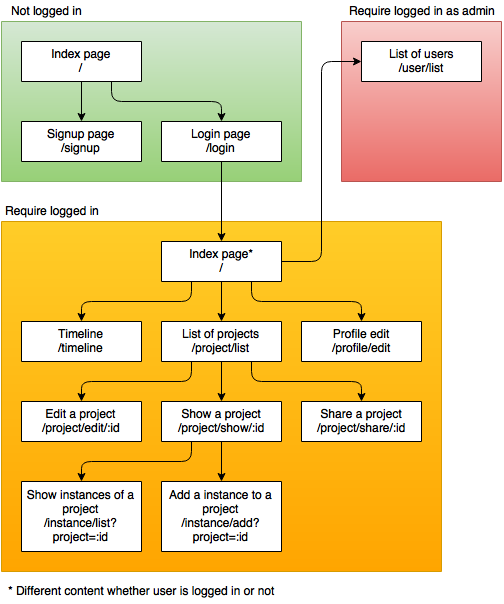 Not logged in
Require logged in as admin
Index page
/
List of users
/user/list
Signup page
/signup
Login page
/login
Require logged in
Index page*
/
Timeline
/timeline
List of projects
/project/list
Profile edit
/profile/edit
Edit a project
/project/edit/:id
Show a project
/project/show/:id
Share a project
/project/share/:id
Show instances of a
project
/instance/list?
project=:id
Add a instance to a
project
/instance/add?
project=:id
* Different content whether user is logged in or not